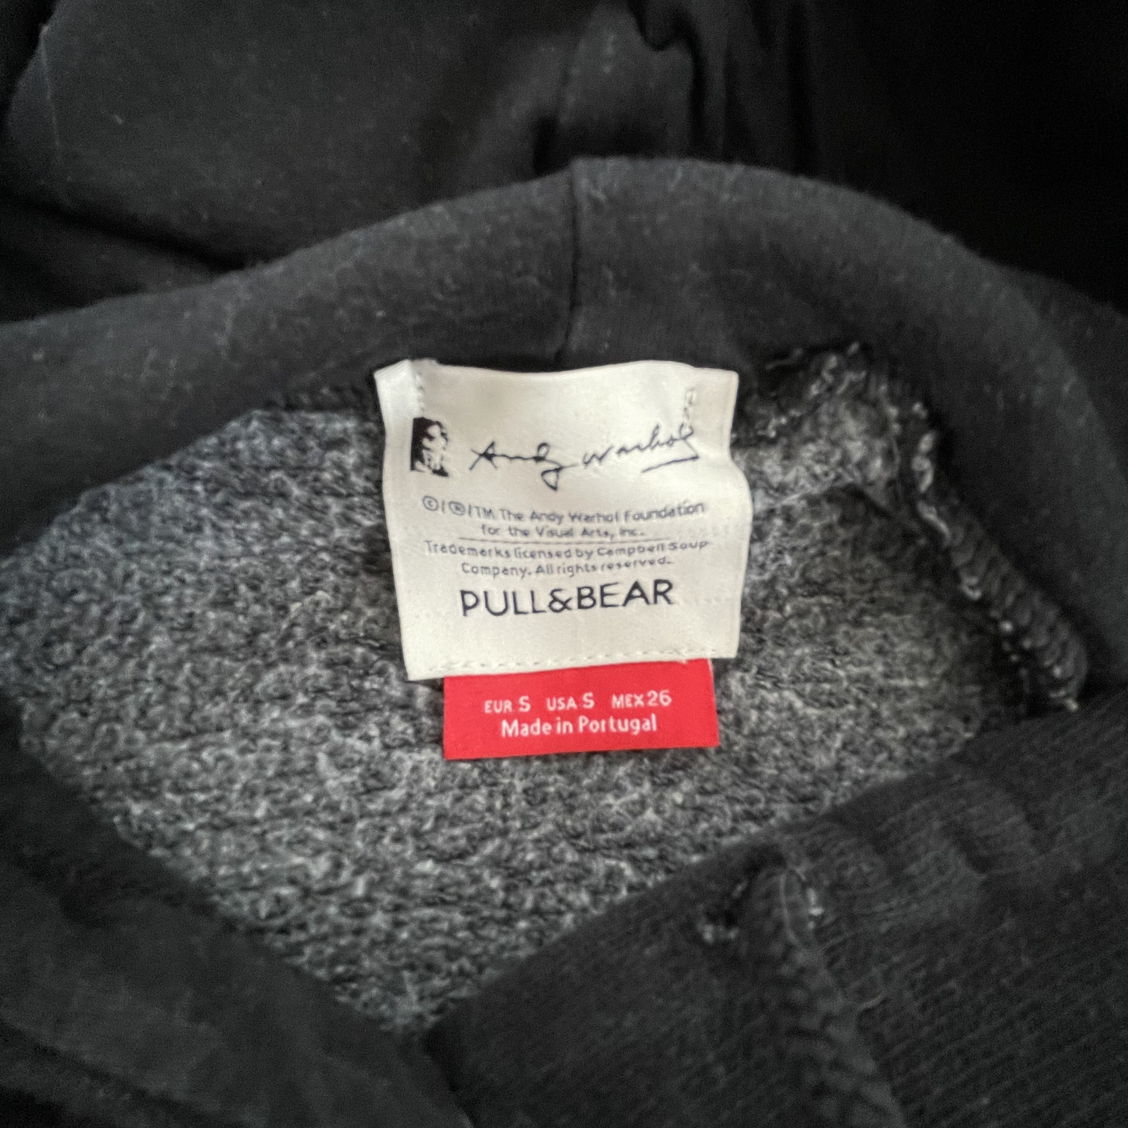 Andy Warhol
©/®/TM The Andy Warhol Foundation
for the Visual Arts, Inc.
Trademarks licensed by Campbell Soup
Company. All rights reserved.
PULL&BEAR
EUR S USA S MEX 26
Made in Portugal